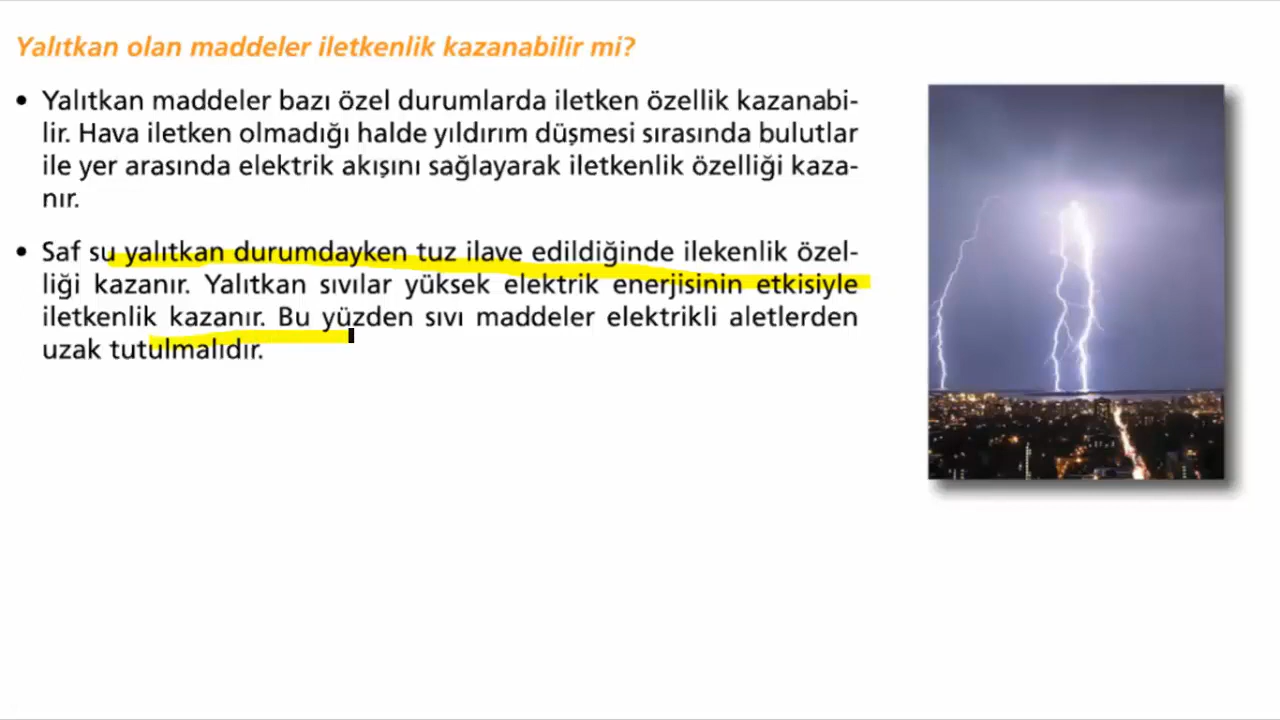 Yalıtkan olan maddeler iletkenlik kazanabilir mi?
• Yalıtkan maddeler bazı özel durumlarda iletken özellik kazanabi-
lir. Hava iletken olmadığı halde yıldırım düşmesi sırasında bulutlar
ile yer arasında elektrik akışını sağlayarak iletkenlik özelliği kaza-
nır.
• Saf su yalıtkan durumdayken tuz ilave edildiğinde ilekenlik özel-
liği kazanır. Yalıtkan sıvılar yüksek elektrik enerjisinin etkisiyle
iletkenlik kazanır. Bu yüzden sıvı maddeler elektrikli aletlerden
uzak tutulmalıdır.